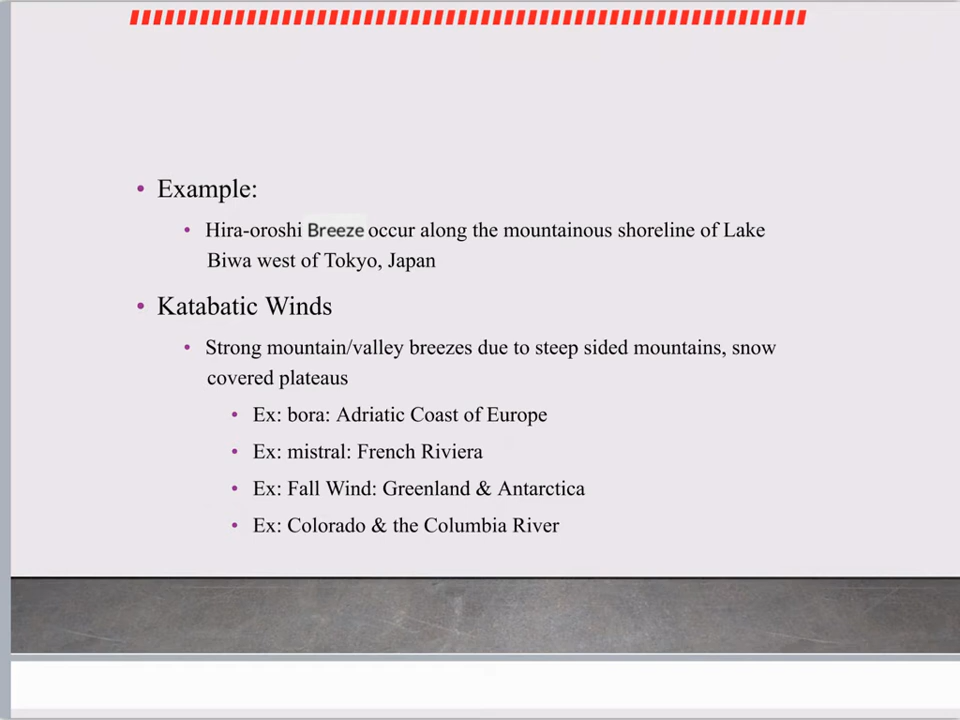 Example:
Hira-oroshi Breeze occur along the mountainous shoreline of Lake
Biwa west of Tokyo, Japan
Katabatic Winds
Strong mountain/valley breezes due to steep sided mountains, snow
covered plateaus
Ex: bora: Adriatic Coast of Europe
Ex: mistral: French Riviera
Ex: Fall Wind: Greenland & Antarctica
Ex: Colorado & the Columbia River